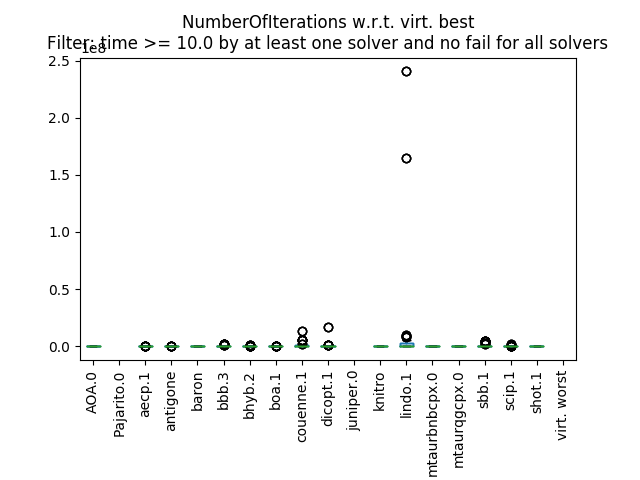 NumberOfIterations w.r.t. virt. best
Filter: time >= 10.0 by at least one solver and no fail for all solvers
1e8
2.5
2.0
1.5
1.0
0.5
0.0
AOA.0
Pajarito.0
aecp.1
antigone
baron
bbb.3
bhyb.2
boa.1
couenne.1
dicopt.1
juniper.0
knitro
lindo.1
mtaurbnbcpx.0
mtaurqgcpx.0
sbb.1
scip.1
shot.1
virt. worst